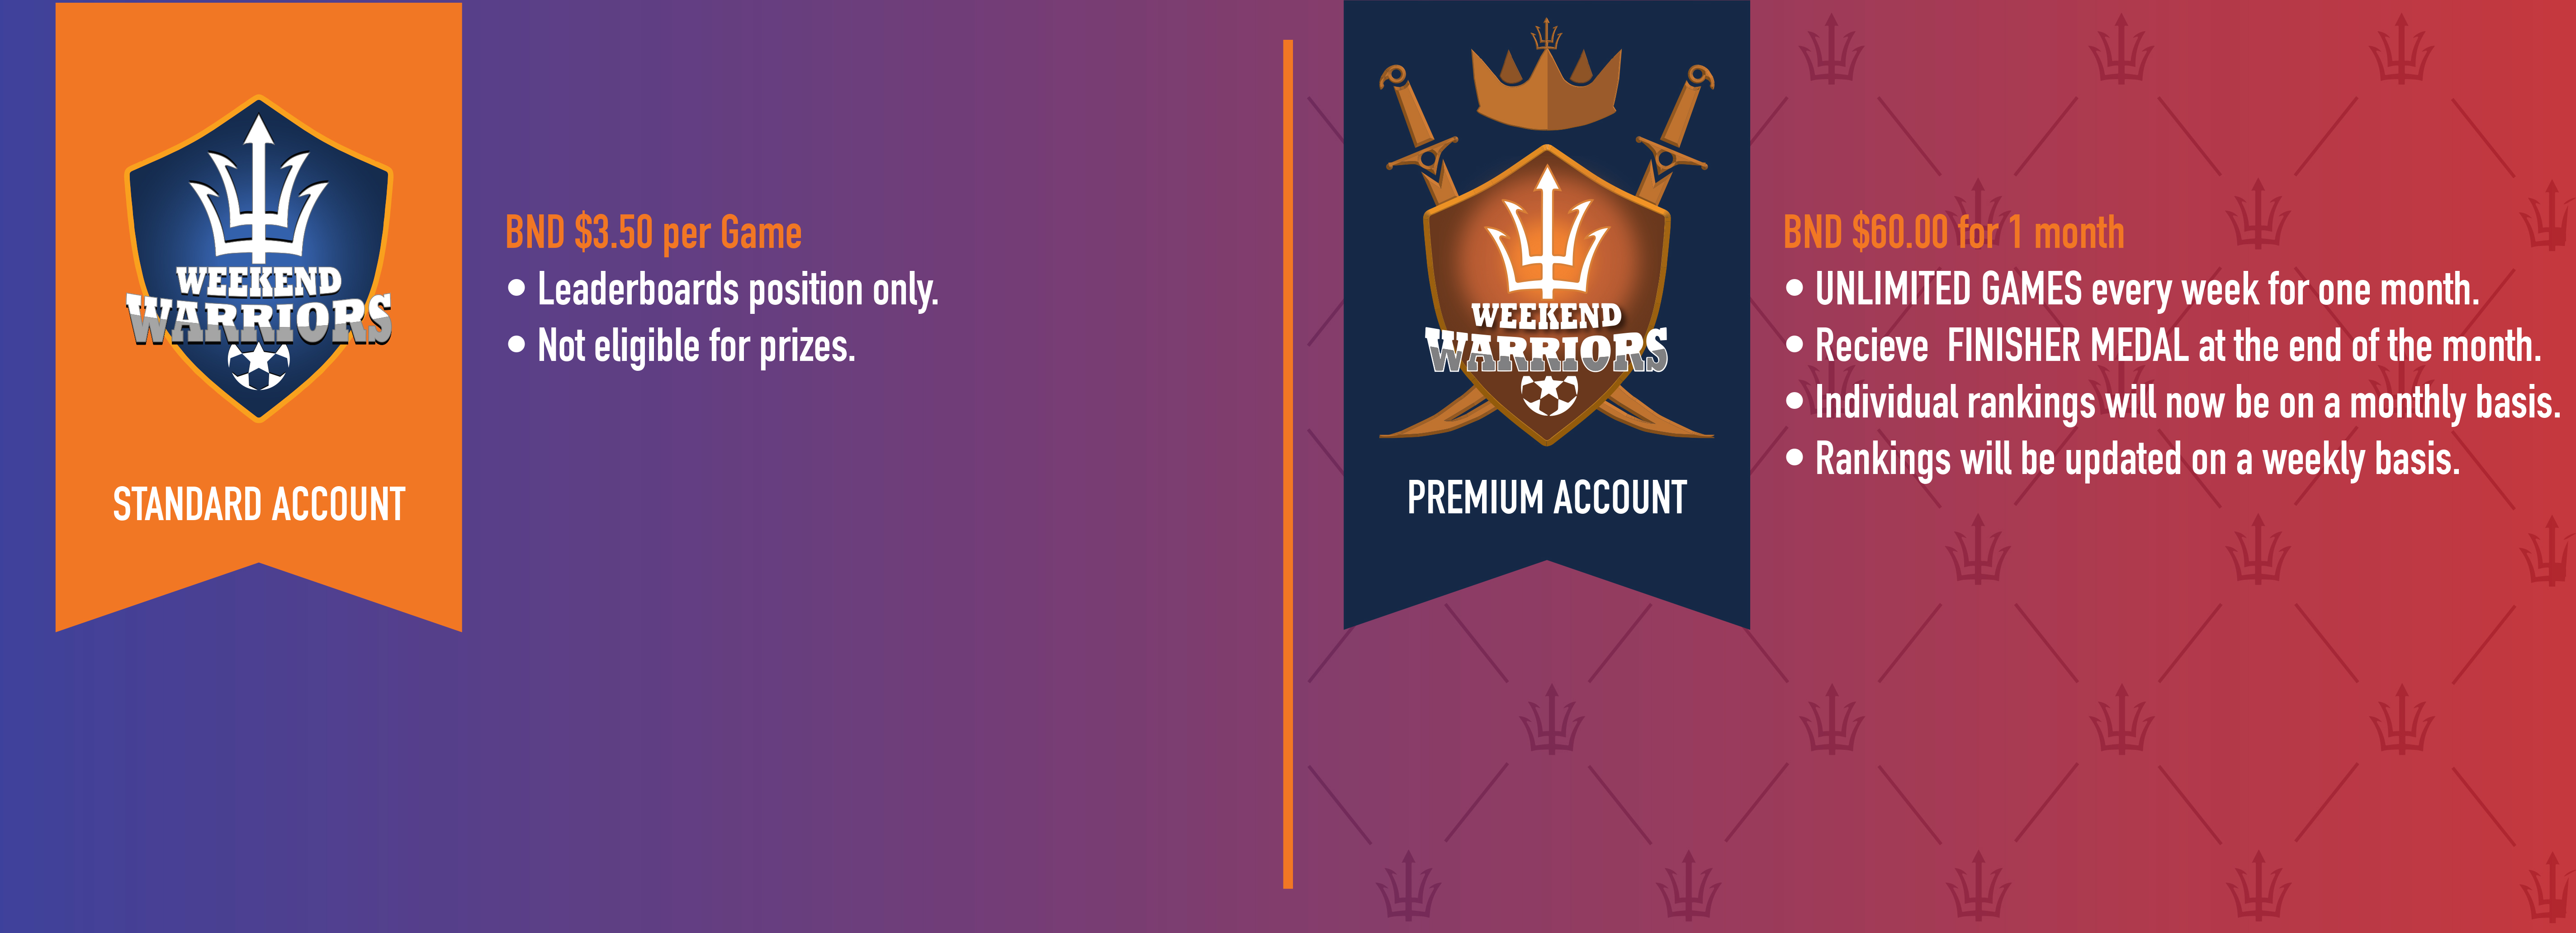 WEEKEND
WARRIORS
STANDARD ACCOUNT
BND $3.50 per Game
• Leaderboards position only.
• Not eligible for prizes.
WEEKEND
WARRIORS
PREMIUM ACCOUNT
BND $60.00 for 1 month
• UNLIMITED GAMES every week for one month.
• Recieve  FINISHER MEDAL at the end of the month.
• Individual rankings will now be on a monthly basis.
• Rankings will be updated on a weekly basis.